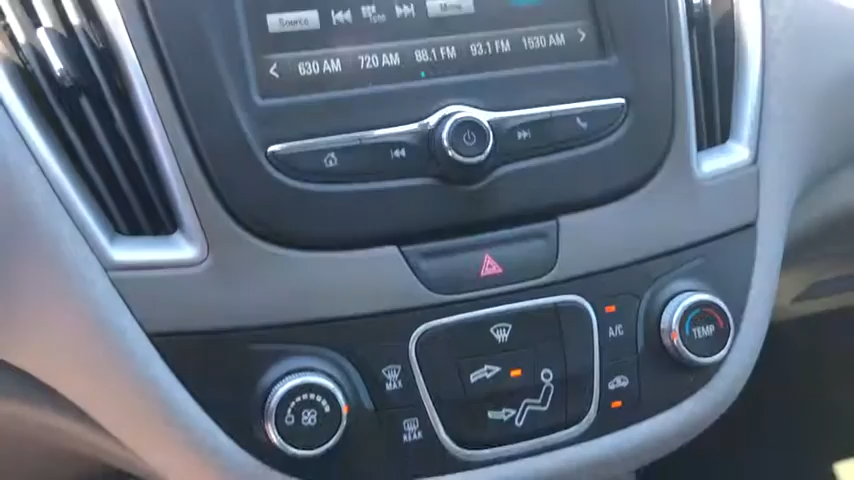 Source
Menu
630 AM 720 AM 88.1 FM 93.1 FM 1530 AM
A/C
TEMP
MAX
REAR